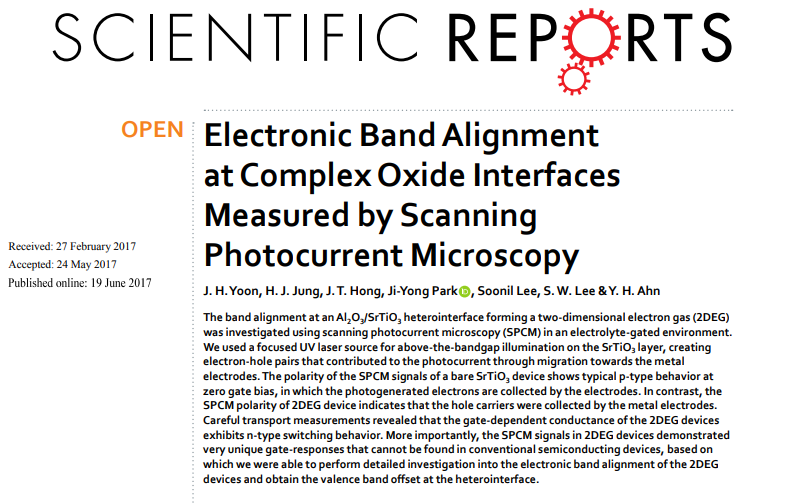 SCIENTIFIC REPORTS
OPEN
Electronic Band Alignment
at Complex Oxide Interfaces
Measured by Scanning
Photocurrent Microscopy
Received: 27 February 2017
Accepted: 24 May 2017
Published online: 19 June 2017
J. H. Yoon, H. J. Jung, J. T. Hong, Ji-Yong Park iD, Soonil Lee, S. W. Lee & Y. H. Ahn
The band alignment at an Al₂O₃/SrTiO₃ heterointerface forming a two-dimensional electron gas (2DEG)
was investigated using scanning photocurrent microscopy (SPCM) in an electrolyte-gated environment.
We used a focused UV laser source for above-the-bandgap illumination on the SrTiO₃ layer, creating
electron-hole pairs that contributed to the photocurrent through migration towards the metal
electrodes. The polarity of the SPCM signals of a bare SrTiO₃ device shows typical p-type behavior at
zero gate bias, in which the photogenerated electrons are collected by the electrodes. In contrast, the
SPCM polarity of 2DEG device indicates that the hole carriers were collected by the metal electrodes.
Careful transport measurements revealed that the gate-dependent conductance of the 2DEG devices
exhibits n-type switching behavior. More importantly, the SPCM signals in 2DEG devices demonstrated
very unique gate-responses that cannot be found in conventional semiconducting devices, based on
which we were able to perform detailed investigation into the electronic band alignment of the 2DEG
devices and obtain the valence band offset at the heterointerface.